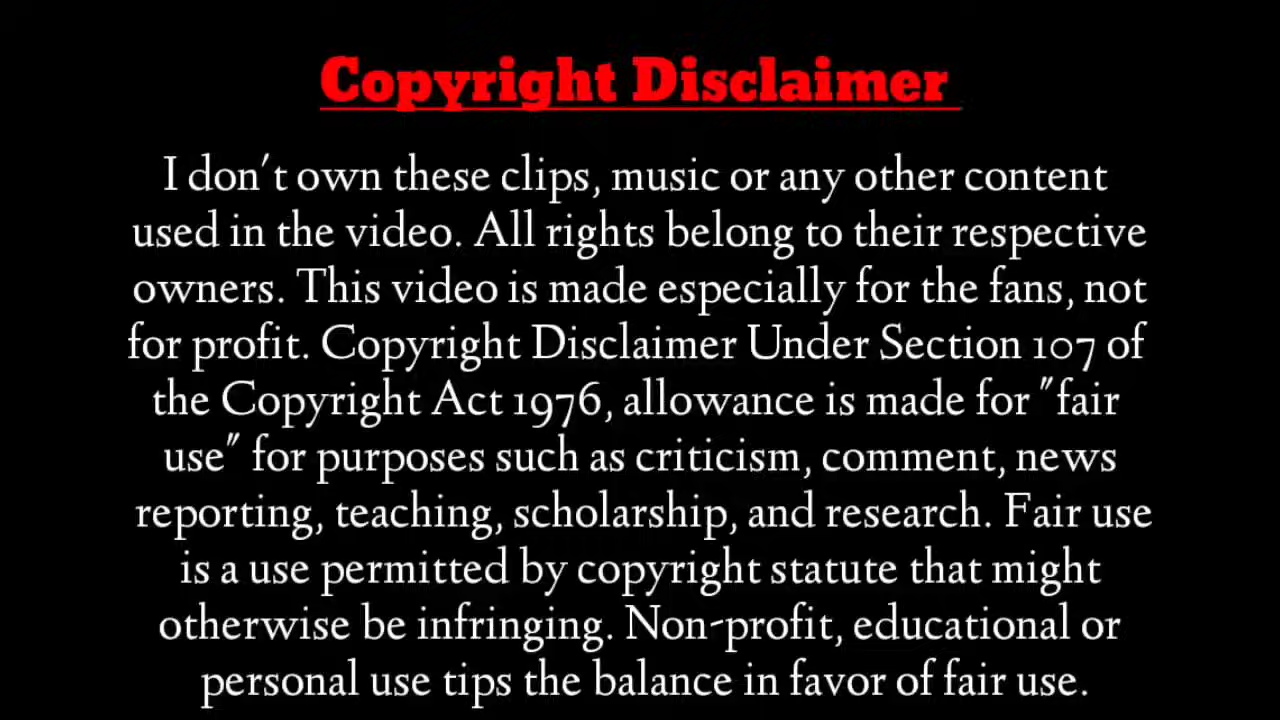 Copyright Disclaimer
I don't own these clips, music or any other content
used in the video. All rights belong to their respective
owners. This video is made especially for the fans, not
for profit. Copyright Disclaimer Under Section 107 of
the Copyright Act 1976, allowance is made for "fair
use" for purposes such as criticism, comment, news
reporting, teaching, scholarship, and research. Fair use
is a use permitted by copyright statute that might
otherwise be infringing. Non-profit, educational or
personal use tips the balance in favor of fair use.